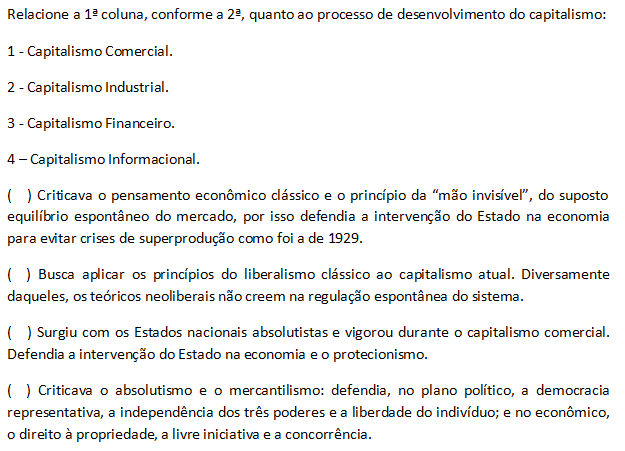 Relacione a 1ª coluna, conforme a 2ª, quanto ao processo de desenvolvimento do capitalismo:
1 - Capitalismo Comercial.
2 - Capitalismo Industrial.
3 - Capitalismo Financeiro.
4 – Capitalismo Informacional.
(   ) Criticava o pensamento econômico clássico e o princípio da “mão invisível”, do suposto
equilíbrio espontâneo do mercado, por isso defendia a intervenção do Estado na economia
para evitar crises de superprodução como foi a de 1929.
(   ) Busca aplicar os princípios do liberalismo clássico ao capitalismo atual. Diversamente
daqueles, os teóricos neoliberais não creem na regulação espontânea do sistema.
(   ) Surgiu com os Estados nacionais absolutistas e vigorou durante o capitalismo comercial.
Defendia a intervenção do Estado na economia e o protecionismo.
(   ) Criticava o absolutismo e o mercantilismo: defendia, no plano político, a democracia
representativa, a independência dos três poderes e a liberdade do indivíduo; e no econômico,
o direito à propriedade, a livre iniciativa e a concorrência.